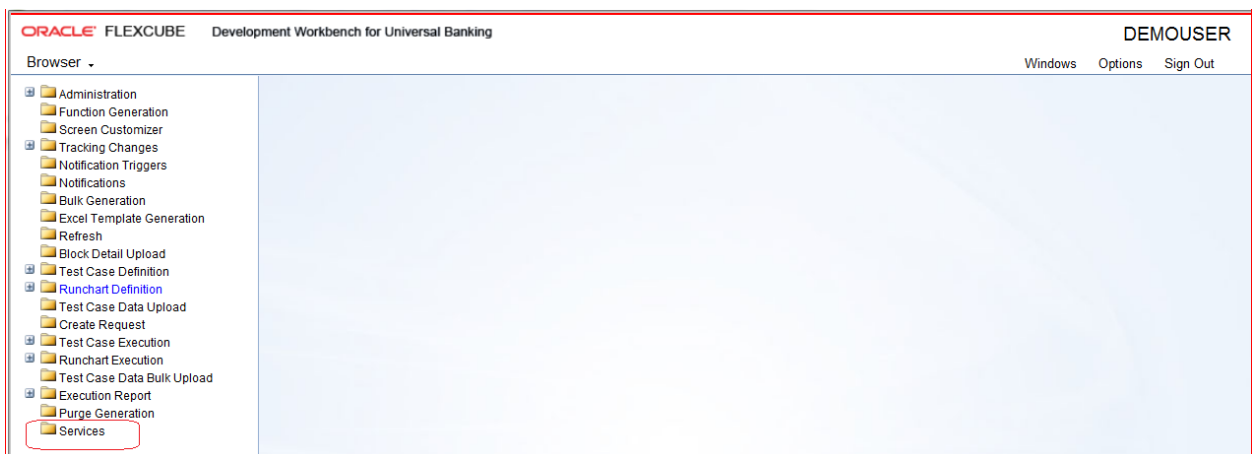 ORACLE' FLEXCUBE Development Workbench for Universal Banking DEMOUSER
Browser Windows Options Sign Out
Administration
Function Generation
Screen Customizer
Tracking Changes
Notification Triggers
Notifications
Bulk Generation
Excel Template Generation
Refresh
Block Detail Upload
Test Case Definition
Runchart Definition
Test Case Data Upload
Create Request
Test Case Execution
Runchart Execution
Test Case Data Bulk Upload
Execution Report
Purge Generation
Services